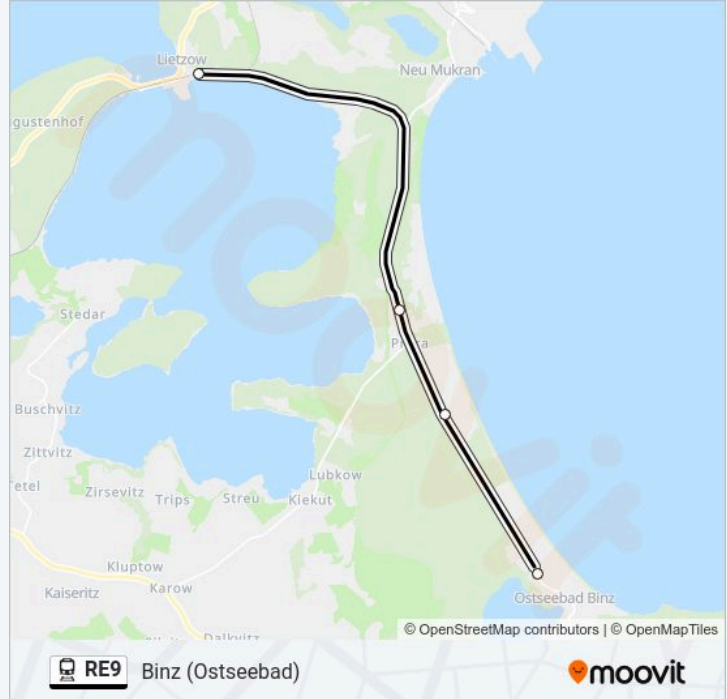 Lietzow
Neu Mukran
gustenhof
Stedar
Buschvitz
Zittvitz
etel
Zirsevitz
Trips
Streu
Lubkow
Kiekut
Kluptow
Kaiseritz
Karow
Ostseebad Binz
Dalkvitz
© OpenStreetMap contributors | © OpenMapTiles
RE9 Binz (Ostseebad)
moovit